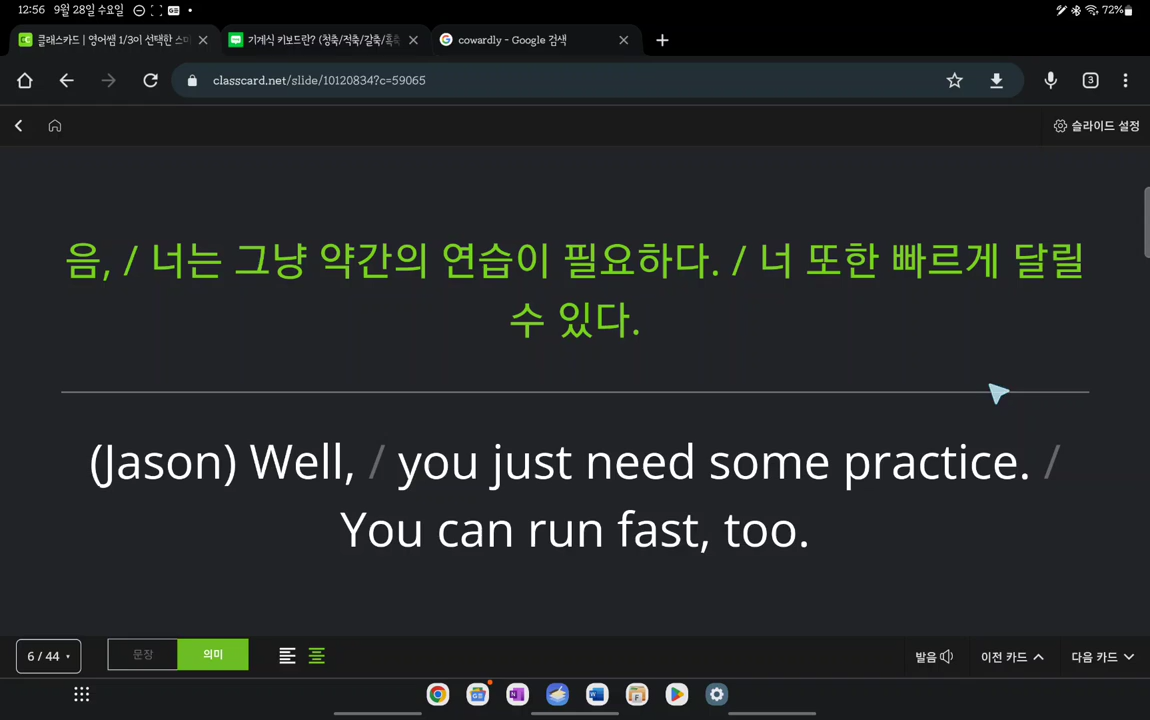 12:56 9월 28일 수요일 72%
클래스카드 | 영어쌤 1/3이 선택한 스마
기계식 키보드란? (청축/적축/갈축/흑축
cowardly - Google 검색
classcard.net/slide/10120834?c=59065
3
슬라이드 설정
음, / 너는 그냥 약간의 연습이 필요하다. / 너 또한 빠르게 달릴
수 있다.
(Jason) Well, / you just need some practice. /
You can run fast, too.
6 / 44
문장
의미
발음
이전 카드
다음 카드